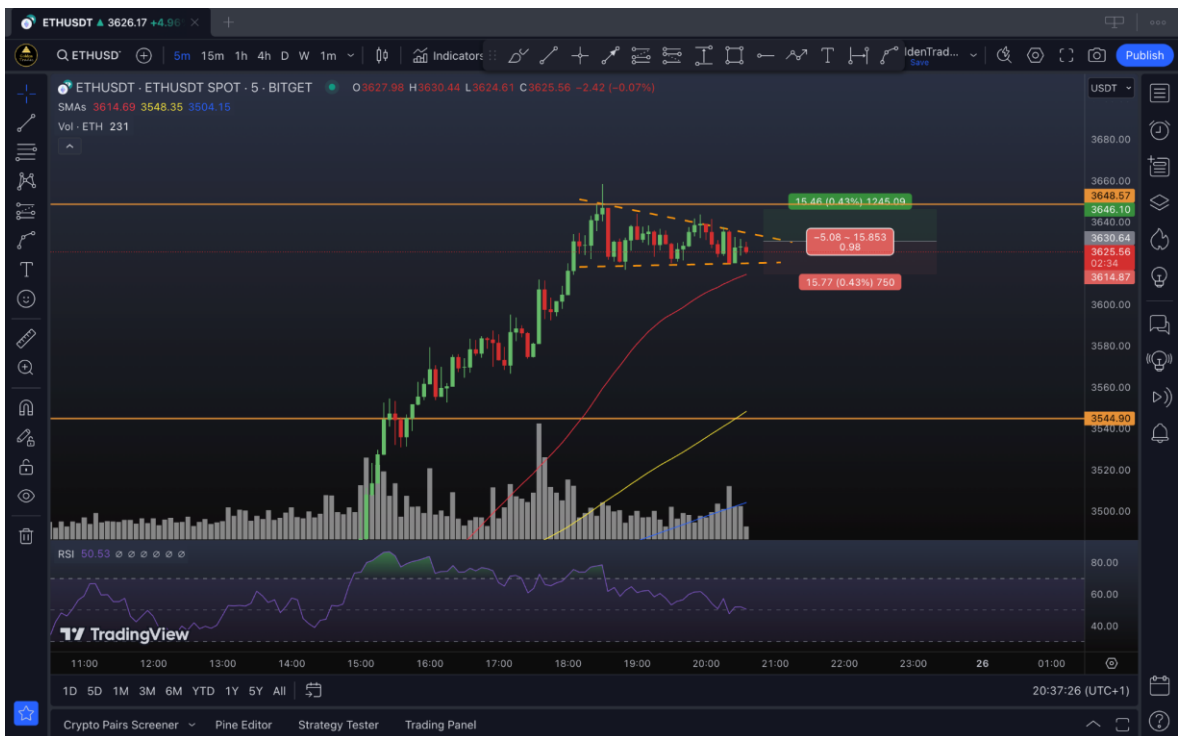 ETHUSDT ▲ 3626.17 +4.96
ETHUSD
5m 15m 1h 4h D W 1m
Indicators
T
ldenTrad...
Save
Publish
ETHUSDT · ETHUSDT SPOT · 5 · BITGET O3627.98 H3630.44 L3624.61 C3625.56 −2.42 (−0.07%)
USDT
SMAs 3614.69 3548.35 3504.15
Vol · ETH 231
3680.00
3660.00
3648.57
15.46 (0.43%) 1245.09
3646.10
3640.00
3630.64
−5.08 ~ 15.853
0.98
3625.56
02:34
3614.87
15.77 (0.43%) 750
3600.00
3580.00
3560.00
3544.90
3540.00
3520.00
3500.00
RSI 50.53 ø ø ø ø ø ø
80.00
60.00
40.00
TradingView
11:00 12:00 13:00 14:00 15:00 16:00 17:00 18:00 19:00 20:00 21:00 22:00 23:00 26 01:00
1D 5D 1M 3M 6M YTD 1Y 5Y All
20:37:26 (UTC+1)
Crypto Pairs Screener Pine Editor Strategy Tester Trading Panel